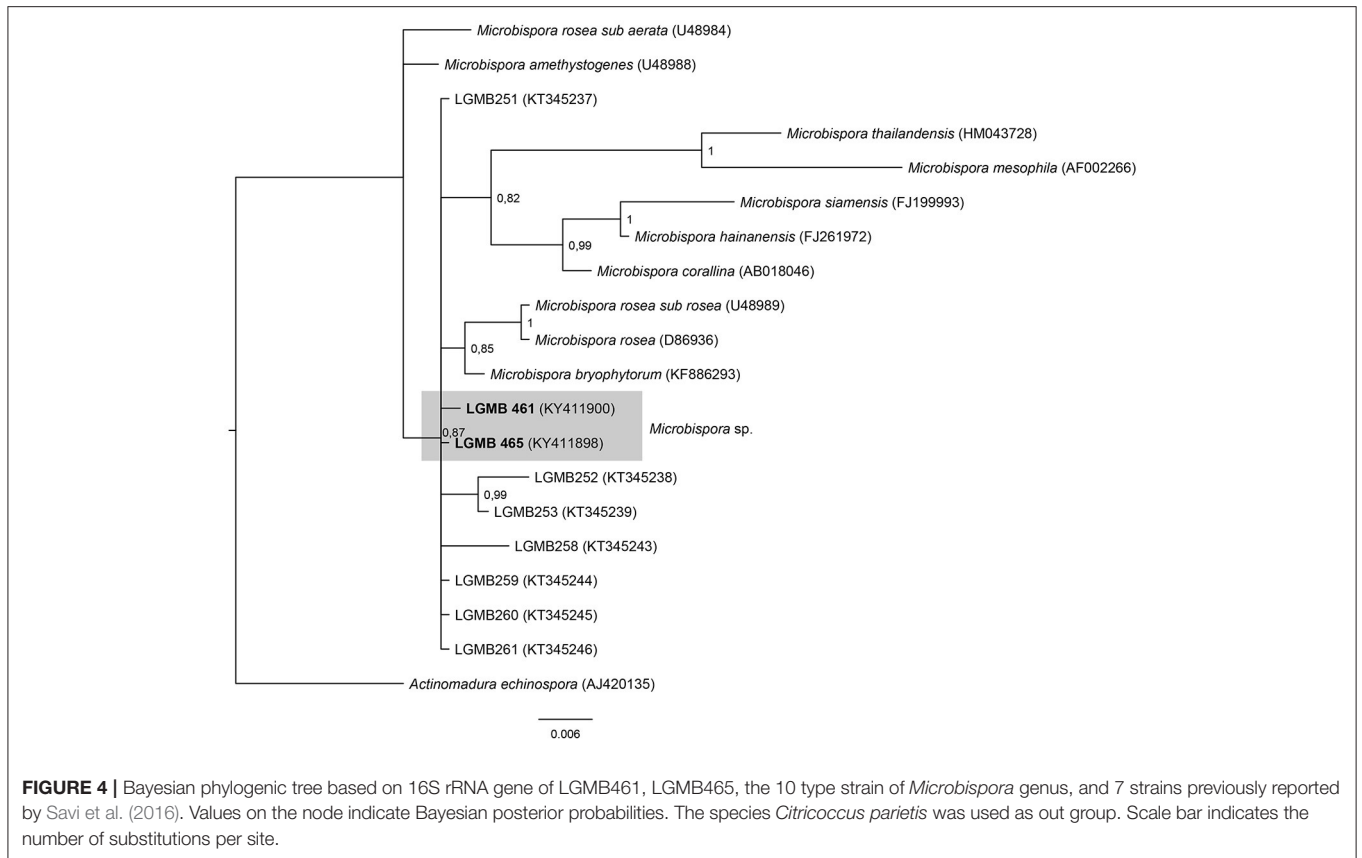 Microbispora rosea sub aerata (U48984)
Microbispora amethystogenes (U48988)
LGMB251 (KT345237)
Microbispora thailandensis (HM043728)
1
Microbispora mesophila (AF002266)
0,82
Microbispora siamensis (FJ199993)
1
Microbispora hainanensis (FJ261972)
0,99
Microbispora corallina (AB018046)
Microbispora rosea sub rosea (U48989)
1
Microbispora rosea (D86936)
0,85
Microbispora bryophytorum (KF886293)
LGMB 461 (KY411900)
Microbispora sp.
0,87
LGMB 465 (KY411898)
LGMB252 (KT345238)
0,99
LGMB253 (KT345239)
LGMB258 (KT345243)
LGMB259 (KT345244)
LGMB260 (KT345245)
LGMB261 (KT345246)
Actinomadura echinospora (AJ420135)
0.006
FIGURE 4 | Bayesian phylogenic tree based on 16S rRNA gene of LGMB461, LGMB465, the 10 type strain of Microbispora genus, and 7 strains previously reported
by Savi et al. (2016). Values on the node indicate Bayesian posterior probabilities. The species Citricoccus parietis was used as out group. Scale bar indicates the
number of substitutions per site.